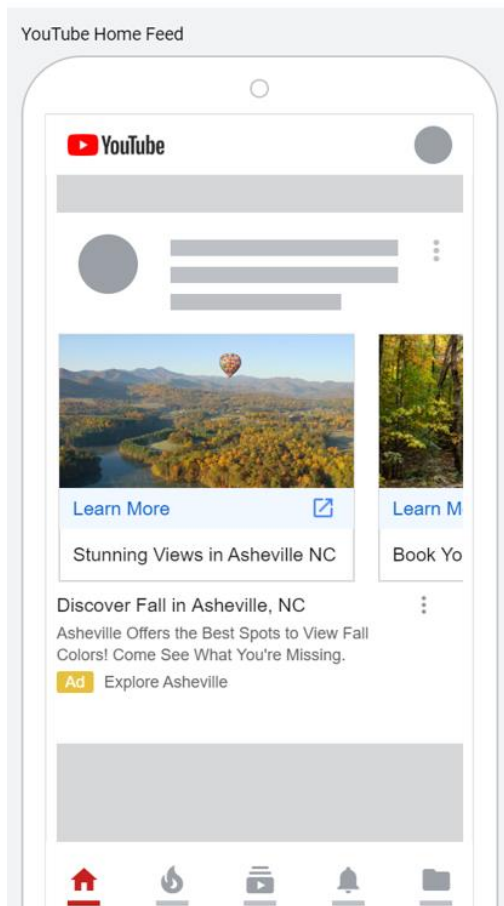 YouTube Home Feed
YouTube
Learn More
Learn M
Stunning Views in Asheville NC
Book Yo
Discover Fall in Asheville, NC
Asheville Offers the Best Spots to View Fall
Colors! Come See What You're Missing.
Ad Explore Asheville